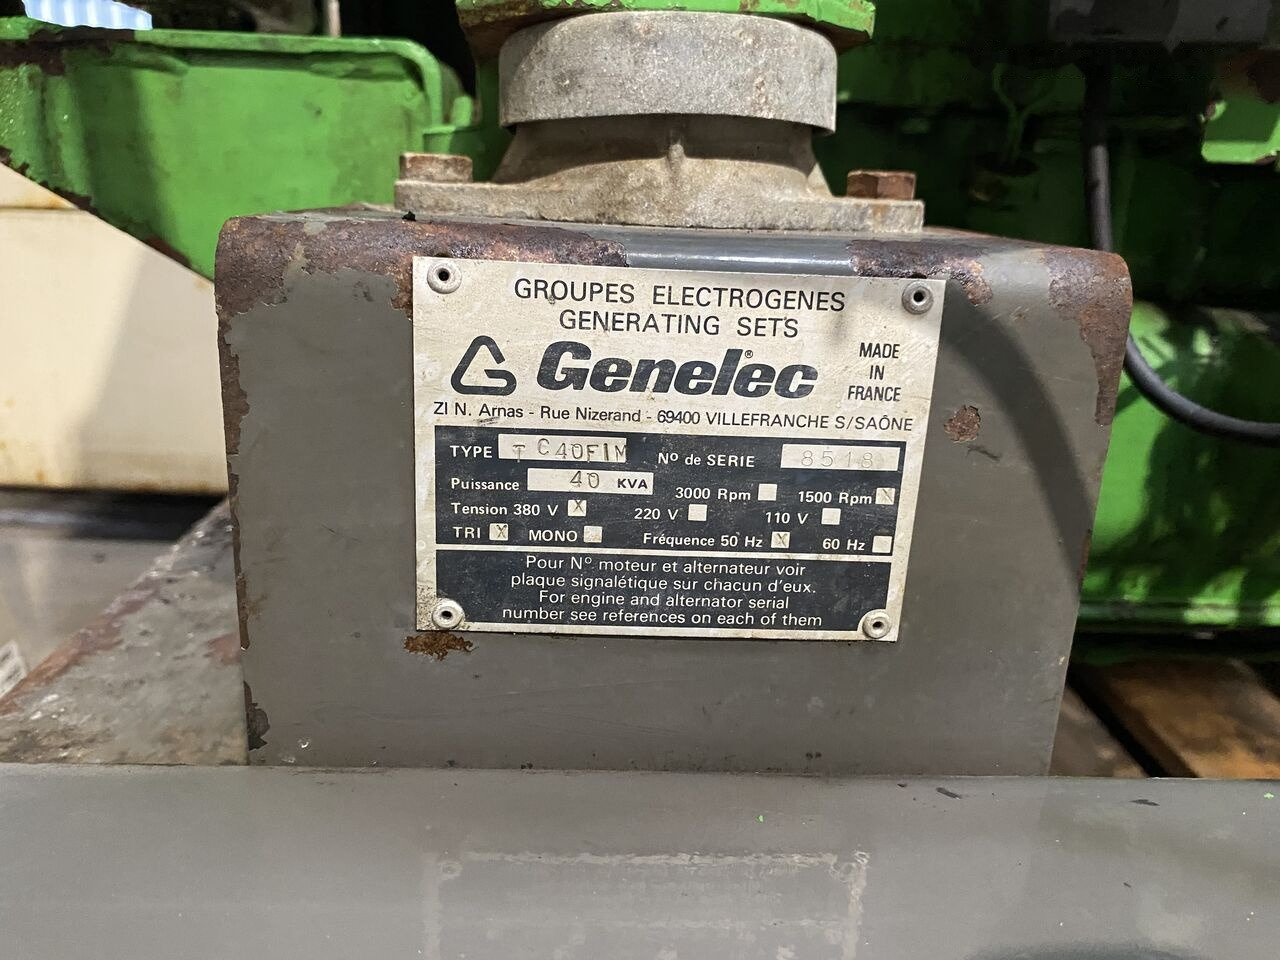 GROUPES ELECTROGENES
GENERATING SETS
G Genelec®
MADE IN FRANCE
ZI N. Arnas - Rue Nizerand - 69400 VILLEFRANCHE S/SAÔNE
TYPE TC40FIM Nº de SERIE 8518
Puissance 40 KVA 3000 Rpm 1500 Rpm X
Tension 380 V X 220 V 110 V
TRI X MONO Fréquence 50 Hz X 60 Hz
Pour Nº moteur et alternateur voir
plaque signalétique sur chacun d'eux.
For engine and alternator serial
number see references on each of them